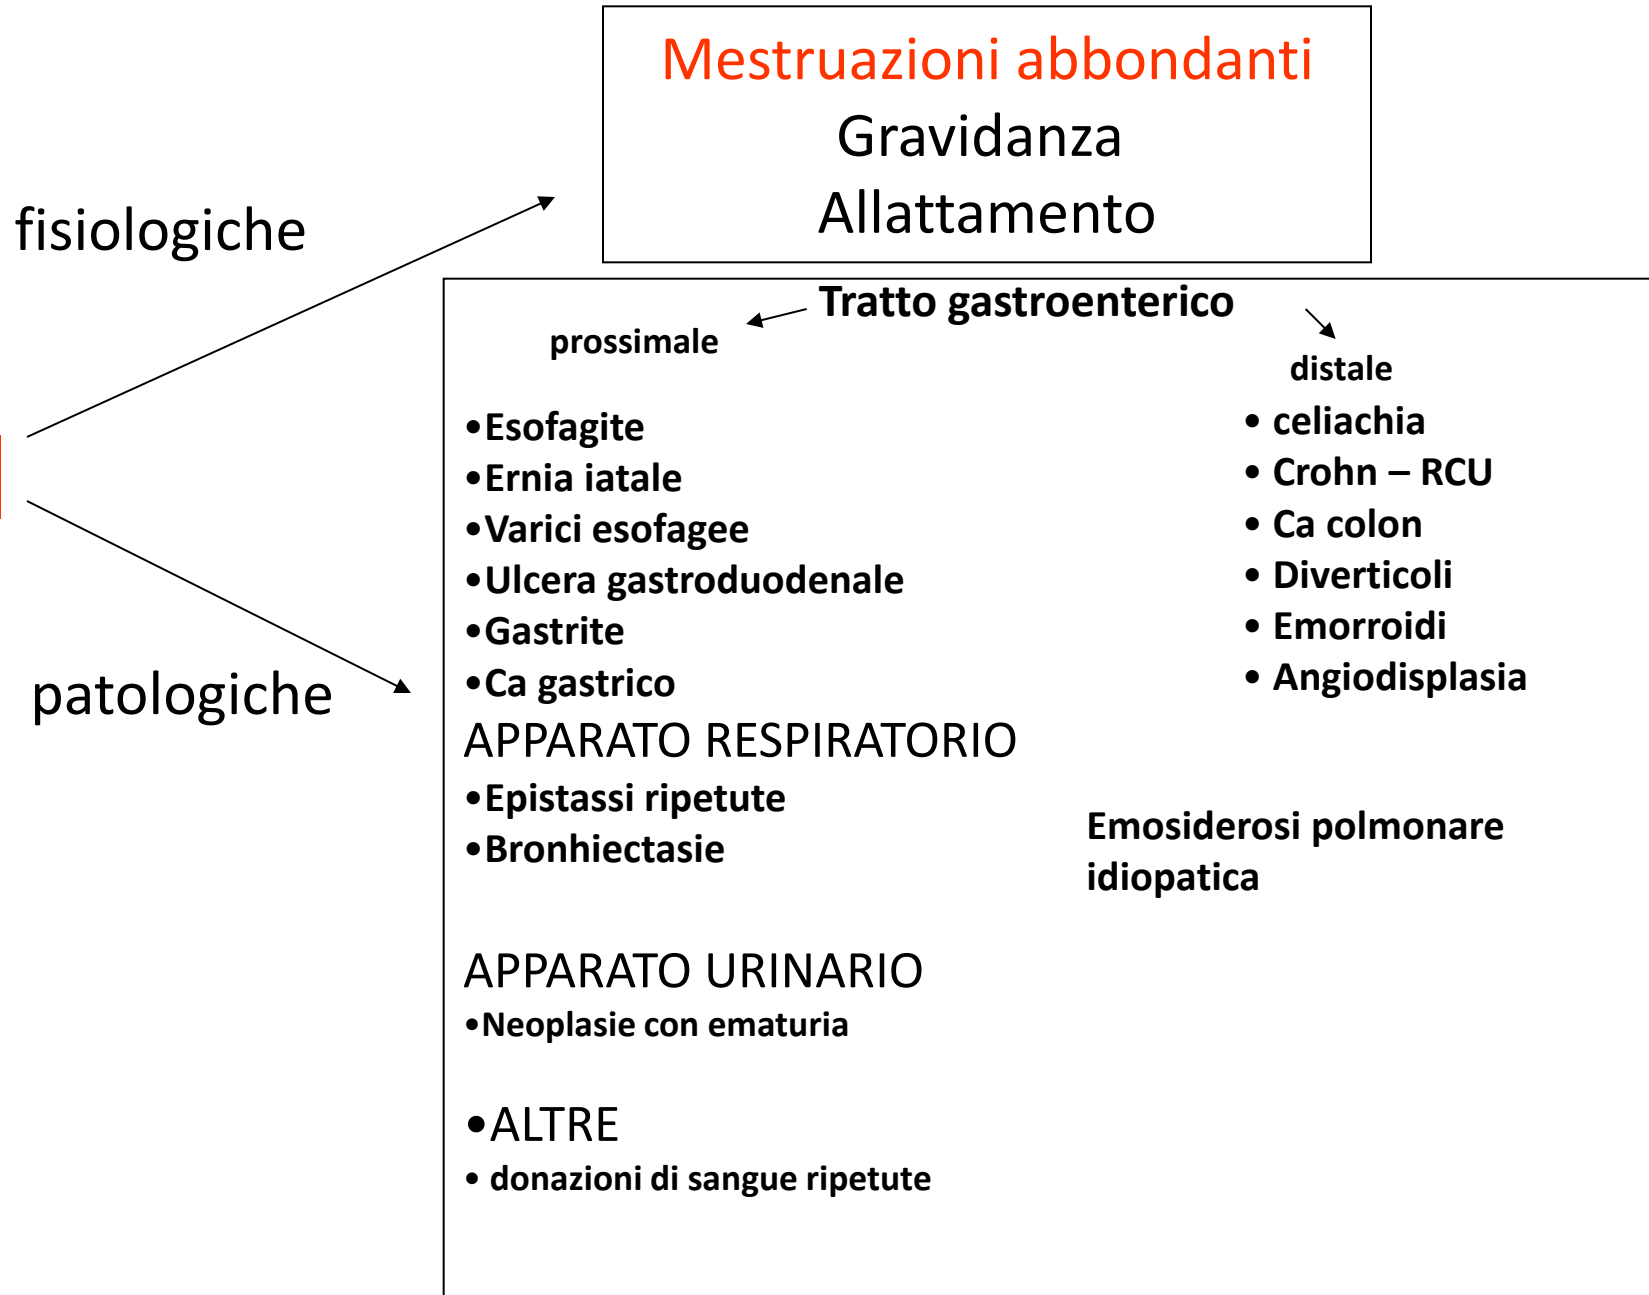 Mestruazioni abbondanti
Gravidanza
Allattamento
fisiologiche
patologiche
Tratto gastroenterico
prossimale
•Esofagite
•Ernia iatale
•Varici esofagee
•Ulcera gastroduodenale
•Gastrite
•Ca gastrico
distale
• celiachia
• Crohn – RCU
• Ca colon
• Diverticoli
• Emorroidi
• Angiodisplasia
APPARATO RESPIRATORIO
•Epistassi ripetute
•Bronhiectasie
Emosiderosi polmonare
idiopatica
APPARATO URINARIO
•Neoplasie con ematuria
•ALTRE
• donazioni di sangue ripetute